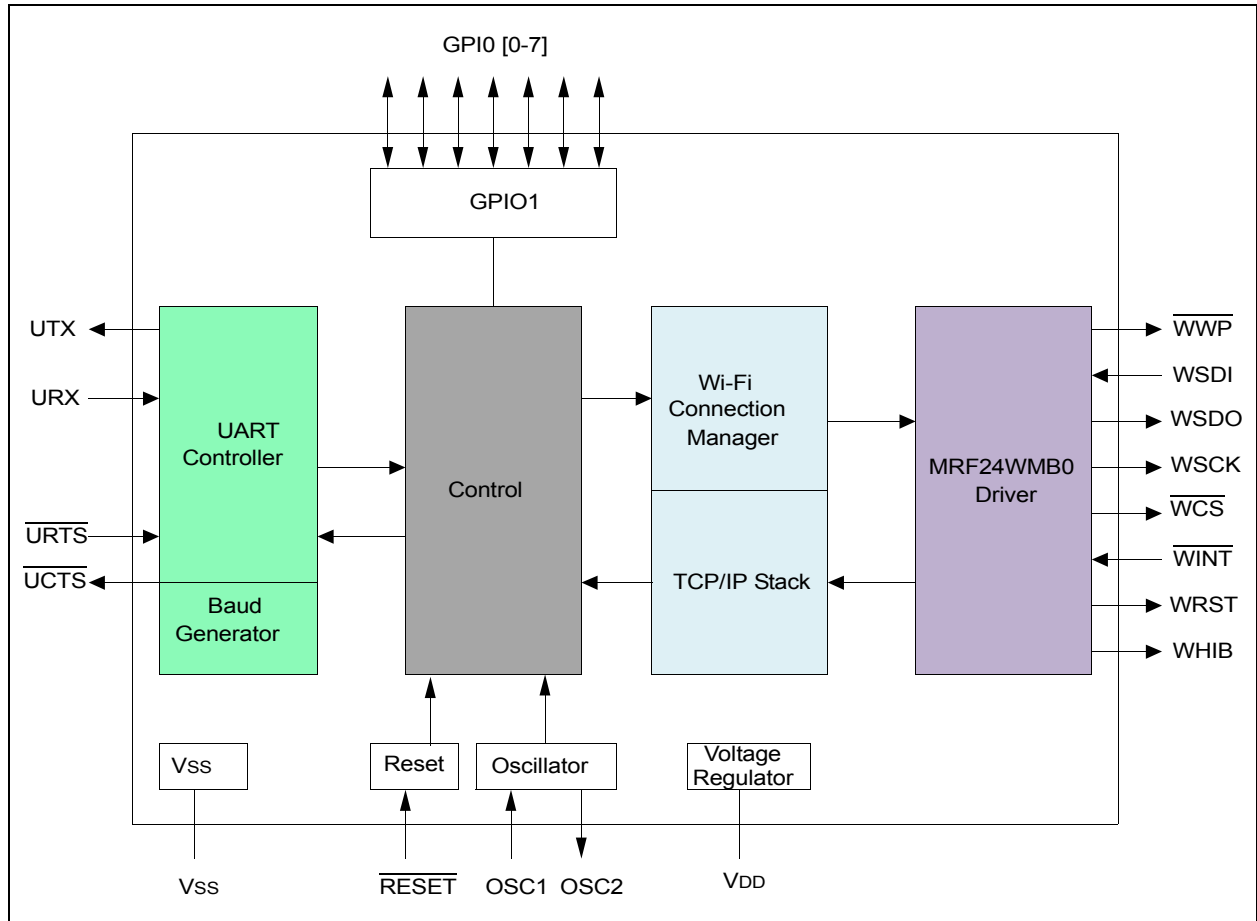 GPI0 [0-7]
GPIO1
UTX
URX
URTS
UCTS
UART
Controller
Baud
Generator
Control
Wi-Fi
Connection
Manager
TCP/IP Stack
MRF24WMB0
Driver
WWP
WSDI
WSDO
WSCK
WCS
WINT
WRST
WHIB
Vss
Reset
Oscillator
Voltage
Regulator
Vss
RESET
OSC1
OSC2
VDD